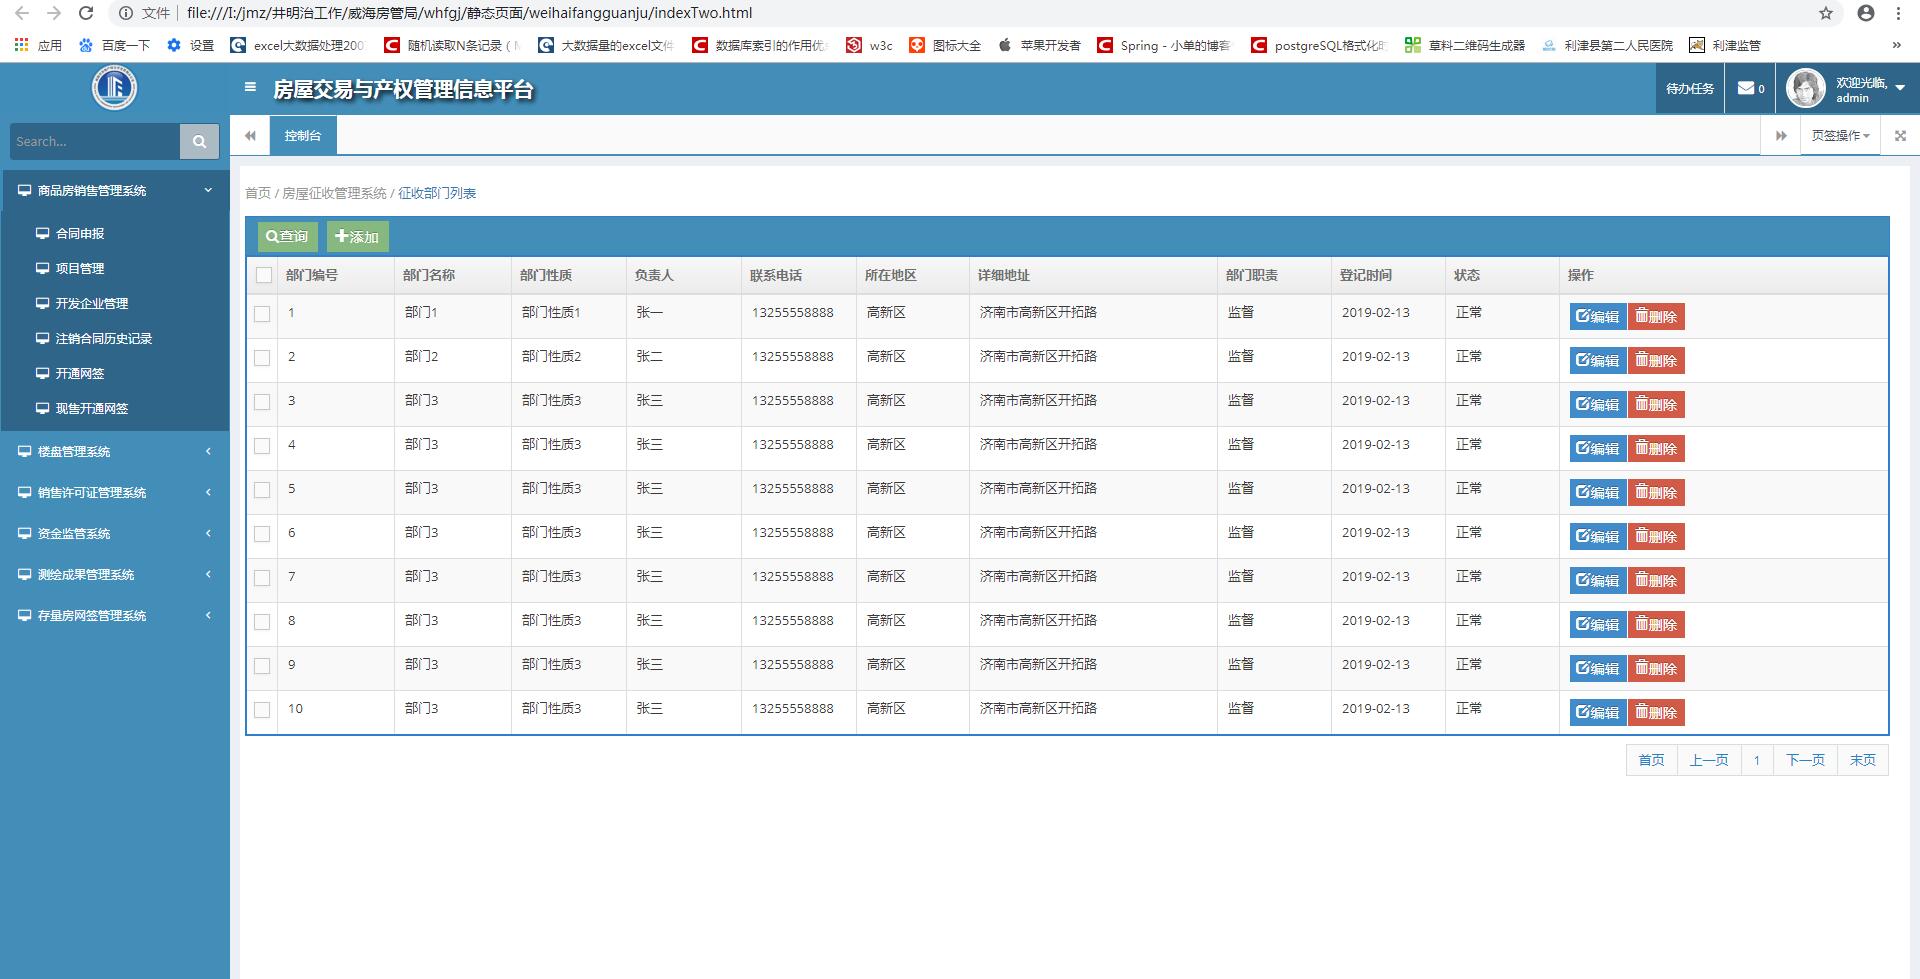 文件 file:///I:/jmz/井明治工作/威海房管局/whfgj/静态页面/weihaifangguanju/indexTwo.html
应用 百度一下 设置 excel大数据处理200 随机读取N条记录( 大数据量的excel文件 数据库索引的作用优 w3c 图标大全 苹果开发者 Spring - 小单的博客 postgreSQL格式化时 草料二维码生成器 利津县第二人民医院 利津监管
房屋交易与产权管理信息平台 待办任务 0 欢迎光临, admin
Search...
控制台 页签操作
商品房销售管理系统
合同申报
项目管理
开发企业管理
注销合同历史记录
开通网签
现售开通网签
楼盘管理系统
销售许可证管理系统
资金监管系统
测绘成果管理系统
存量房网签管理系统
首页 / 房屋征收管理系统 / 征收部门列表
查询 添加
部门编号 部门名称 部门性质 负责人 联系电话 所在地区 详细地址 部门职责 登记时间 状态 操作
1 部门1 部门性质1 张一 13255558888 高新区 济南市高新区开拓路 监督 2019-02-13 正常 编辑 删除
2 部门2 部门性质2 张二 13255558888 高新区 济南市高新区开拓路 监督 2019-02-13 正常 编辑 删除
3 部门3 部门性质3 张三 13255558888 高新区 济南市高新区开拓路 监督 2019-02-13 正常 编辑 删除
4 部门3 部门性质3 张三 13255558888 高新区 济南市高新区开拓路 监督 2019-02-13 正常 编辑 删除
5 部门3 部门性质3 张三 13255558888 高新区 济南市高新区开拓路 监督 2019-02-13 正常 编辑 删除
6 部门3 部门性质3 张三 13255558888 高新区 济南市高新区开拓路 监督 2019-02-13 正常 编辑 删除
7 部门3 部门性质3 张三 13255558888 高新区 济南市高新区开拓路 监督 2019-02-13 正常 编辑 删除
8 部门3 部门性质3 张三 13255558888 高新区 济南市高新区开拓路 监督 2019-02-13 正常 编辑 删除
9 部门3 部门性质3 张三 13255558888 高新区 济南市高新区开拓路 监督 2019-02-13 正常 编辑 删除
10 部门3 部门性质3 张三 13255558888 高新区 济南市高新区开拓路 监督 2019-02-13 正常 编辑 删除
首页 上一页 1 下一页 末页